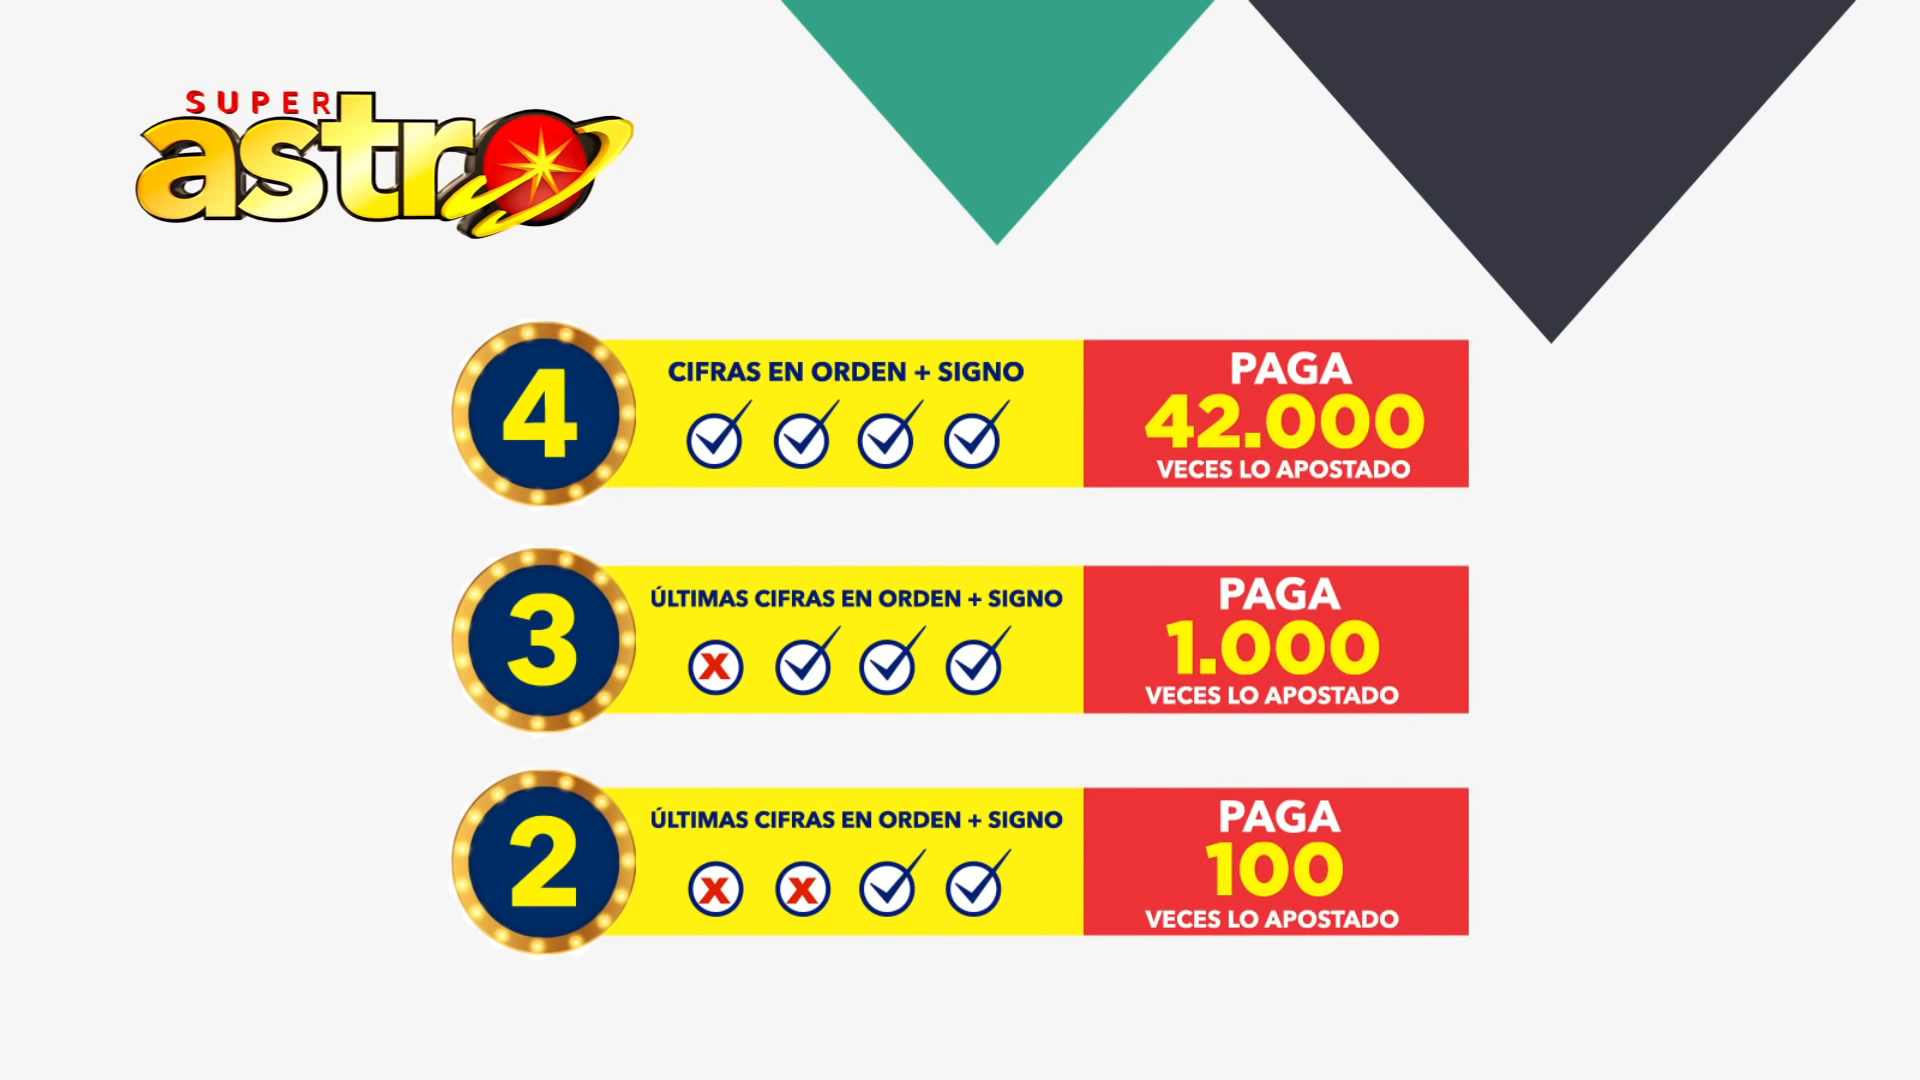 SUPER
astro
4
CIFRAS EN ORDEN + SIGNO
PAGA
42.000
VECES LO APOSTADO
3
ÚLTIMAS CIFRAS EN ORDEN + SIGNO
X
PAGA
1.000
VECES LO APOSTADO
2
ÚLTIMAS CIFRAS EN ORDEN + SIGNO
X X
PAGA
100
VECES LO APOSTADO